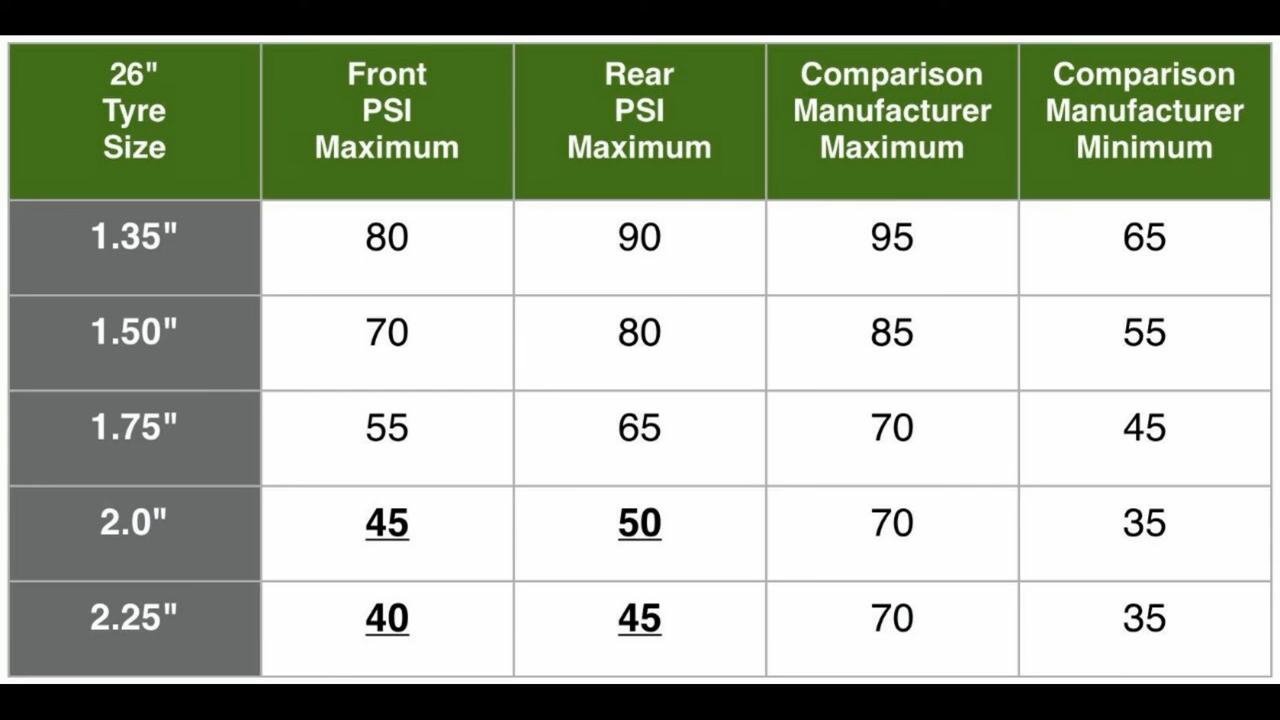 26" Tyre Size | Front PSI Maximum | Rear PSI Maximum | Comparison Manufacturer Maximum | Comparison Manufacturer Minimum
1.35" | 80 | 90 | 95 | 65
1.50" | 70 | 80 | 85 | 55
1.75" | 55 | 65 | 70 | 45
2.0" | 45 | 50 | 70 | 35
2.25" | 40 | 45 | 70 | 35